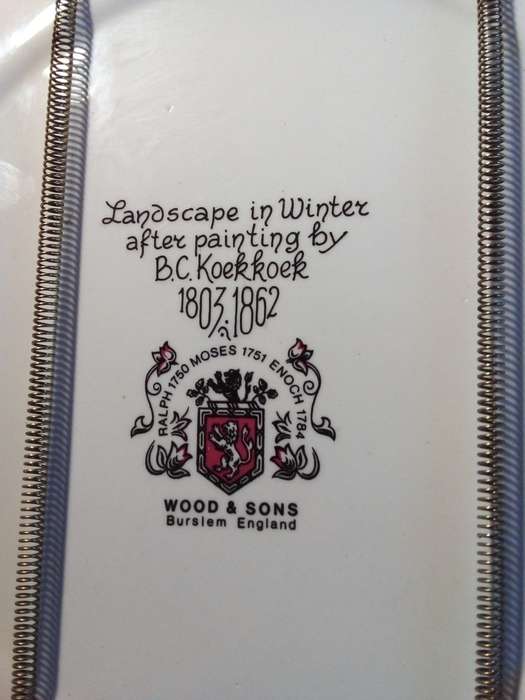 Landscape in Winter
after painting by
B.C. Koekkoek
1803-1862
RALPH 1750 MOSES 1751 ENOCH 1784
WOOD & SONS
Burslem England